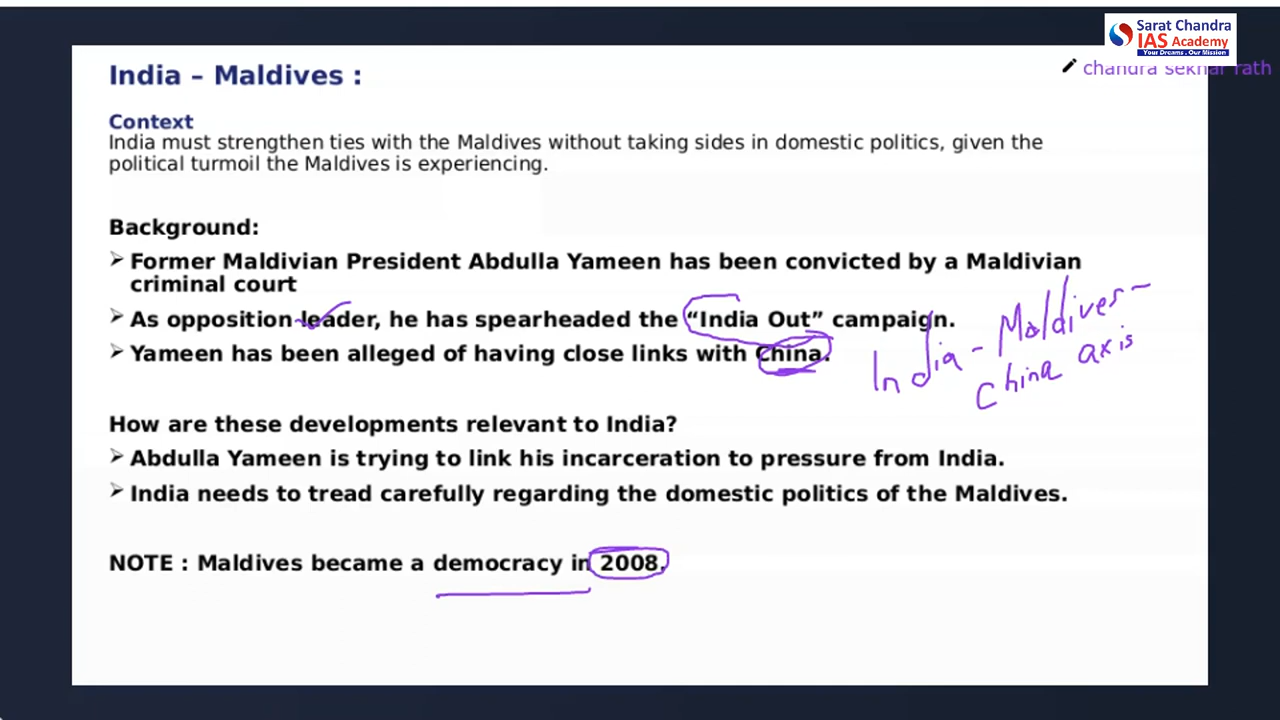 Sarat Chandra
IAS Academy
Your Dreams . Our Mission
chandra sekhar rath
India – Maldives :
Context
India must strengthen ties with the Maldives without taking sides in domestic politics, given the
political turmoil the Maldives is experiencing.
Background:
➢ Former Maldivian President Abdulla Yameen has been convicted by a Maldivian
criminal court
➢ As opposition leader, he has spearheaded the “India Out” campaign.
➢ Yameen has been alleged of having close links with China.
India - Maldives -
China axis
How are these developments relevant to India?
➢ Abdulla Yameen is trying to link his incarceration to pressure from India.
➢ India needs to tread carefully regarding the domestic politics of the Maldives.
NOTE : Maldives became a democracy in 2008.